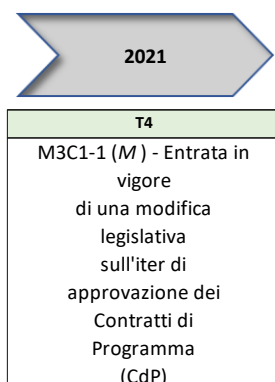 2021
T4
M3C1-1 (M ) - Entrata in
vigore
di una modifica
legislativa
sull'iter di
approvazione dei
Contratti di
Programma
(CdP)